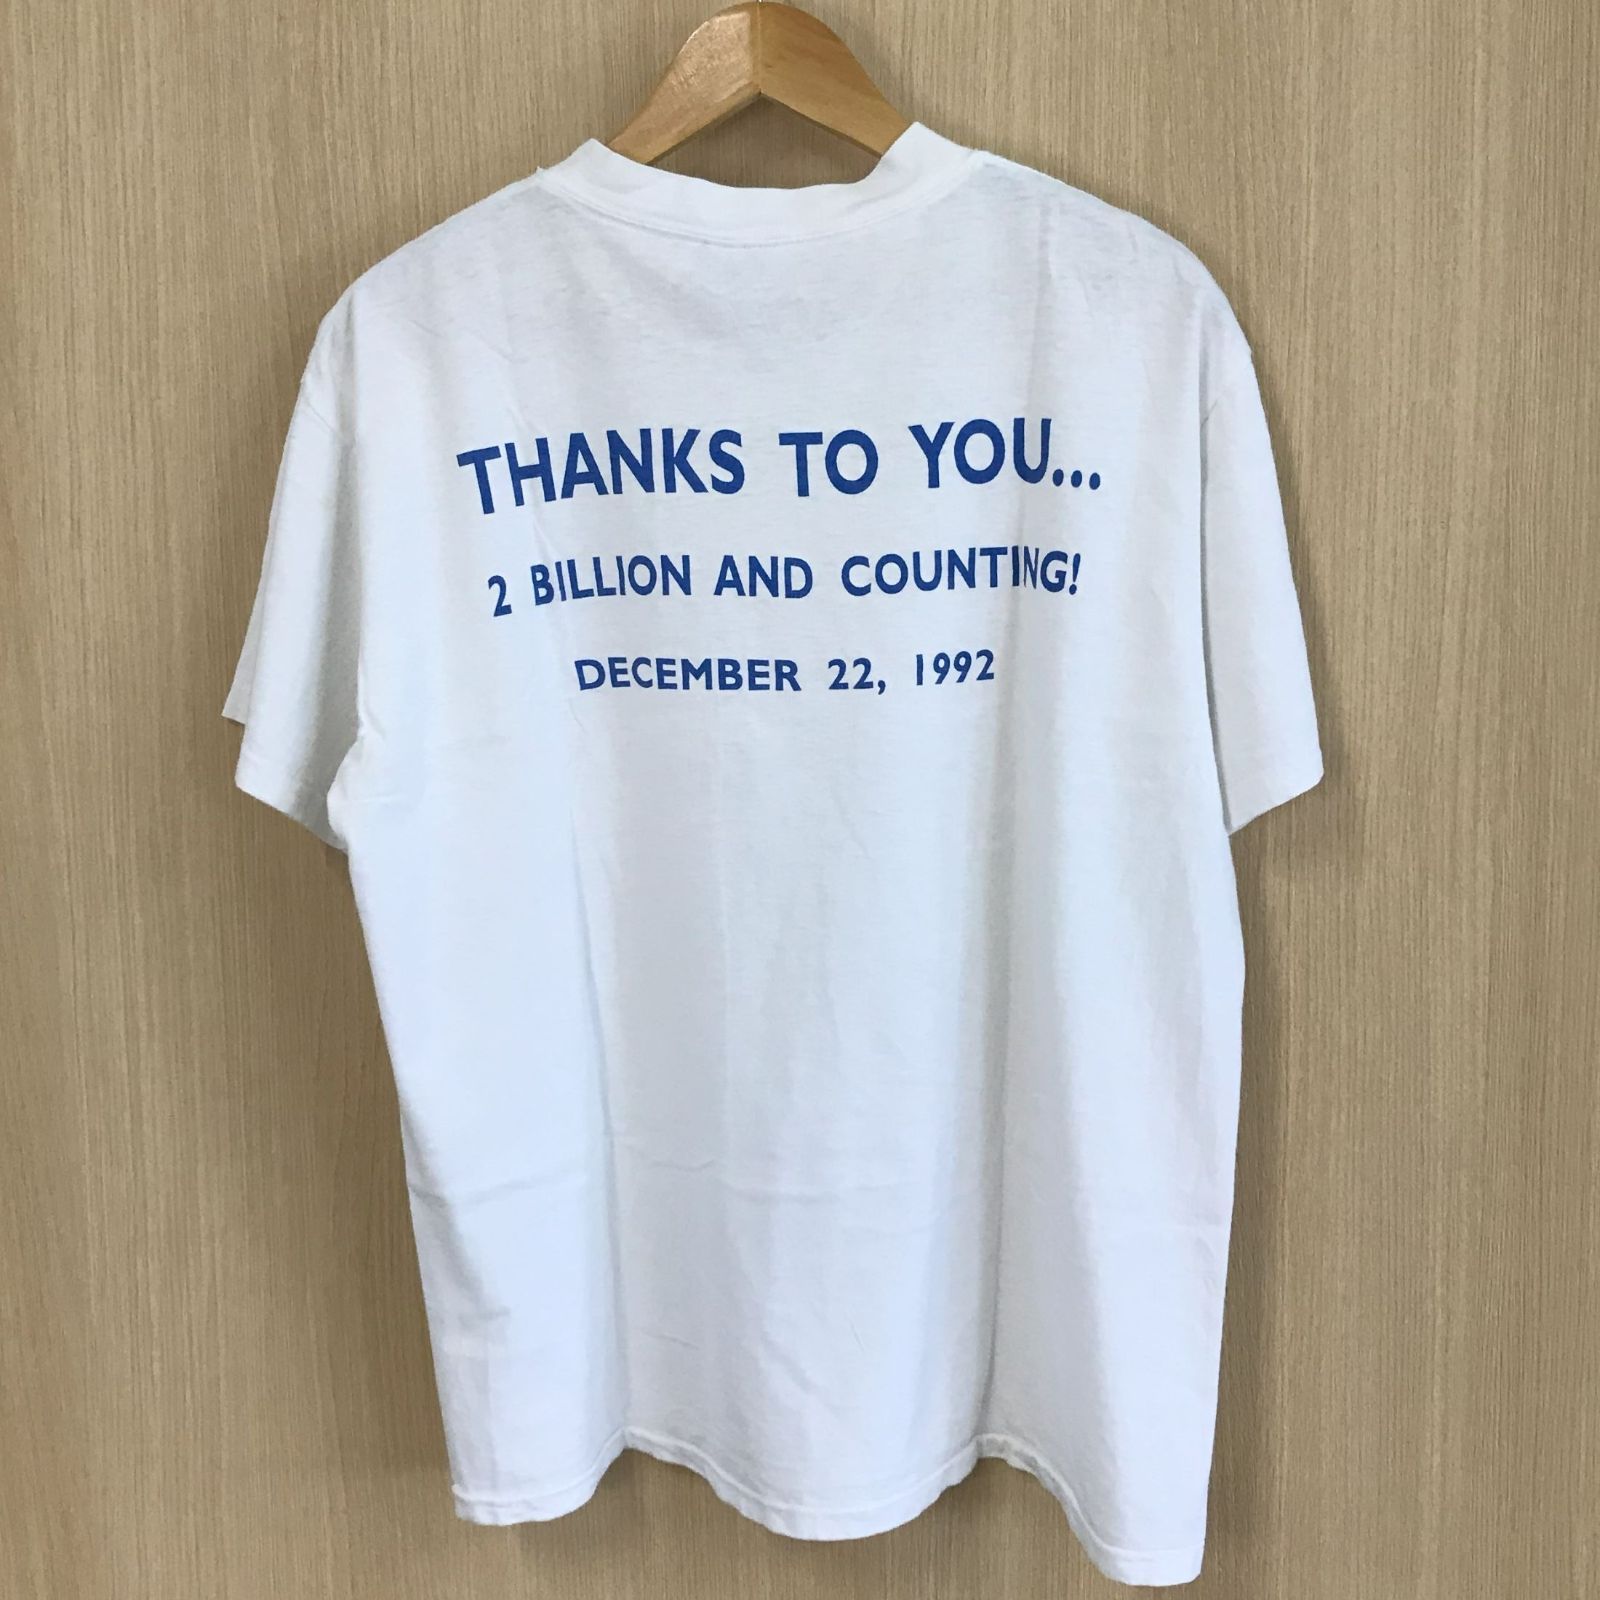 THANKS TO YOU...
2 BILLION AND COUNTING!
DECEMBER 22, 1992